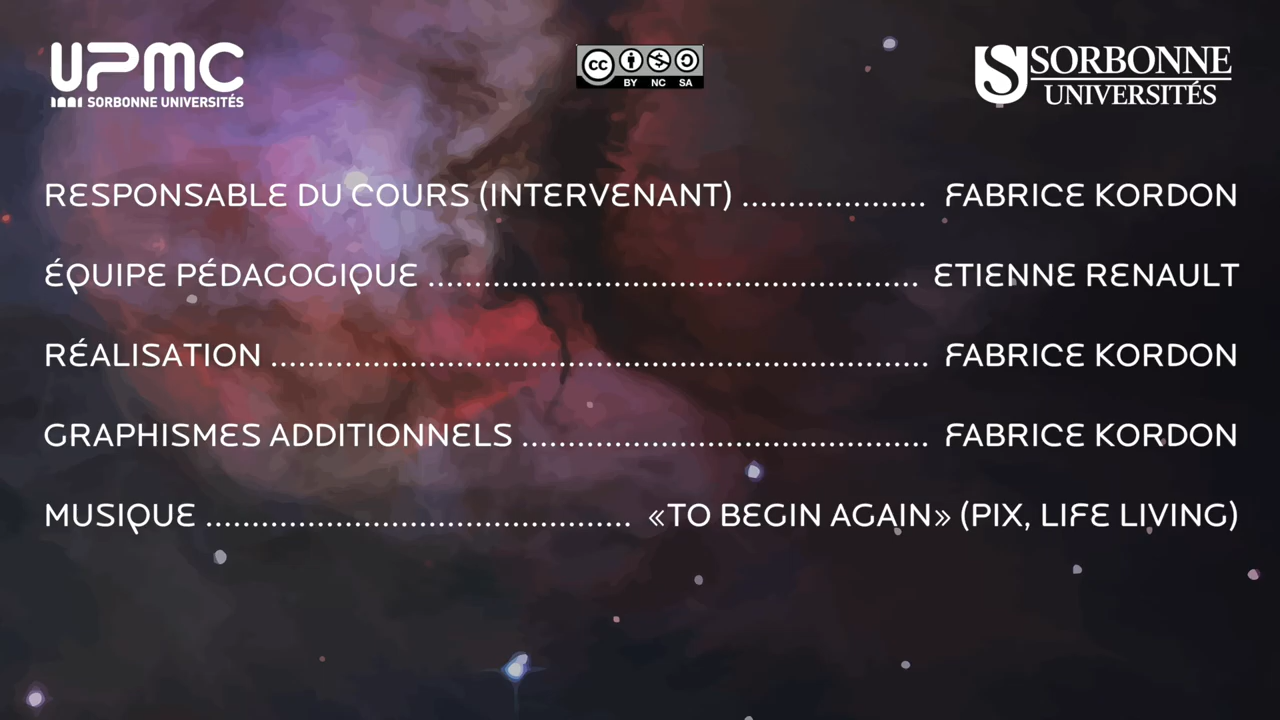 UPMC
SORBONNE UNIVERSITÉS
cc
BY NC SA
SORBONNE
UNIVERSITÉS
RESPONSABLE DU COURS (INTERVENANT) .................... FABRICE KORDON
ÉQUIPE PÉDAGOGIQUE ..................................................... ETIENNE RENAULT
RÉALISATION ....................................................................... FABRICE KORDON
GRAPHISMES ADDITIONNELS ............................................ FABRICE KORDON
MUSIQUE .............................................. «TO BEGIN AGAIN» (PIX, LIFE LIVING)